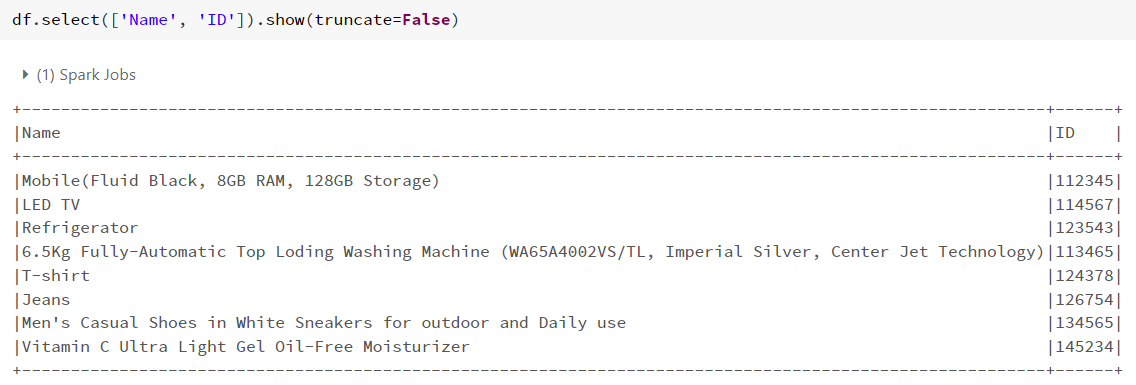 df.select(['Name', 'ID']).show(truncate=False)
(1) Spark Jobs
+---------------------------------------------------------------------------------------------------------+------+
|Name                                                                                                     |ID    |
+---------------------------------------------------------------------------------------------------------+------+
|Mobile(Fluid Black, 8GB RAM, 128GB Storage)                                                              |112345|
|LED TV                                                                                                   |114567|
|Refrigerator                                                                                             |123543|
|6.5Kg Fully-Automatic Top Loding Washing Machine (WA65A4002VS/TL, Imperial Silver, Center Jet Technology)|113465|
|T-shirt                                                                                                  |124378|
|Jeans                                                                                                    |126754|
|Men's Casual Shoes in White Sneakers for outdoor and Daily use                                           |134565|
|Vitamin C Ultra Light Gel Oil-Free Moisturizer                                                           |145234|
+---------------------------------------------------------------------------------------------------------+------+